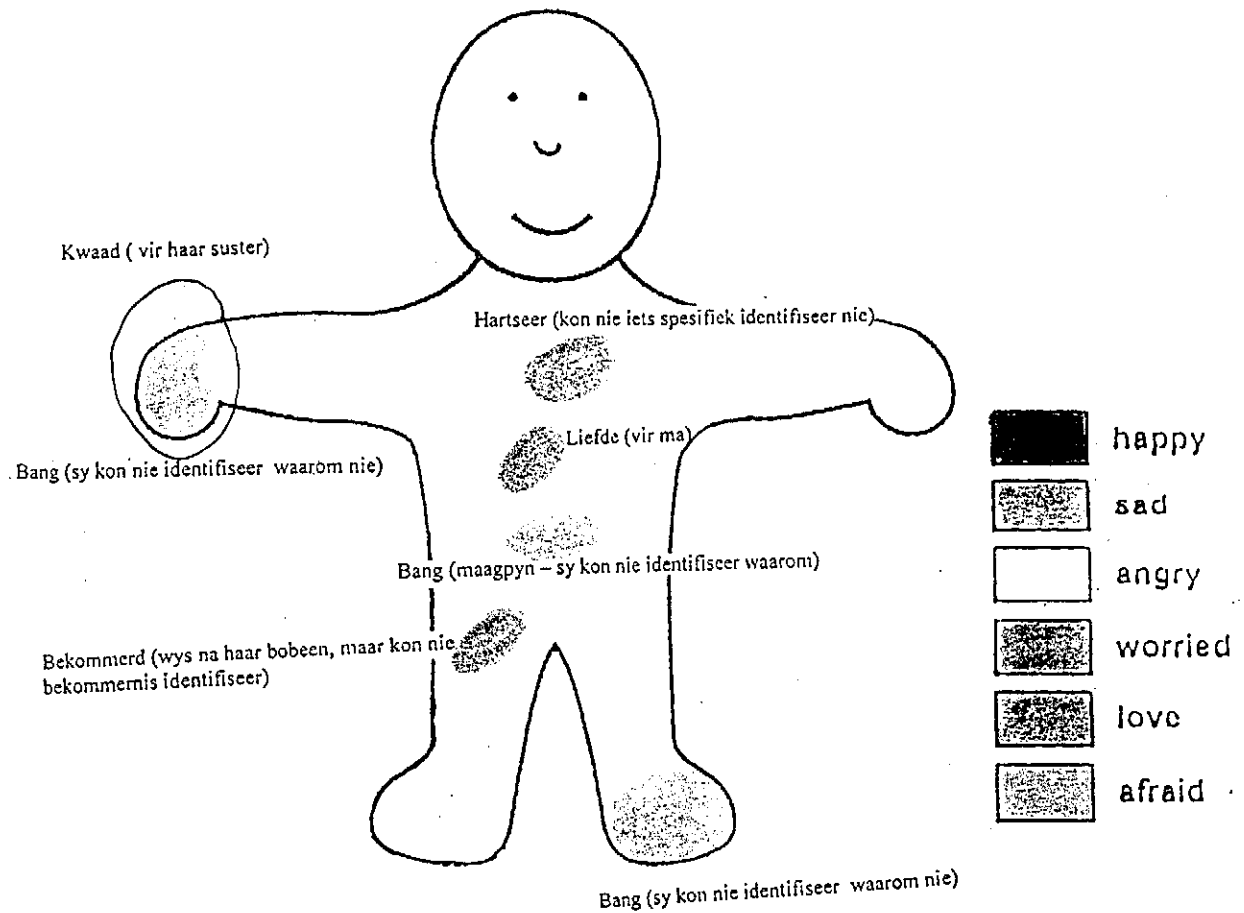 Kwaad ( vir haar suster)
Hartseer (kon nie iets spesifiek identifiseer nie)
Liefde (vir ma)
Bang (sy kon nie identifiseer waarom nie)
Bang (maagpyn – sy kon nie identifiseer waarom)
Bekommerd (wys na haar bobeen, maar kon nie
bekommernis identifiseer)
Bang (sy kon nie identifiseer waarom nie)
happy
sad
angry
worried
love
afraid